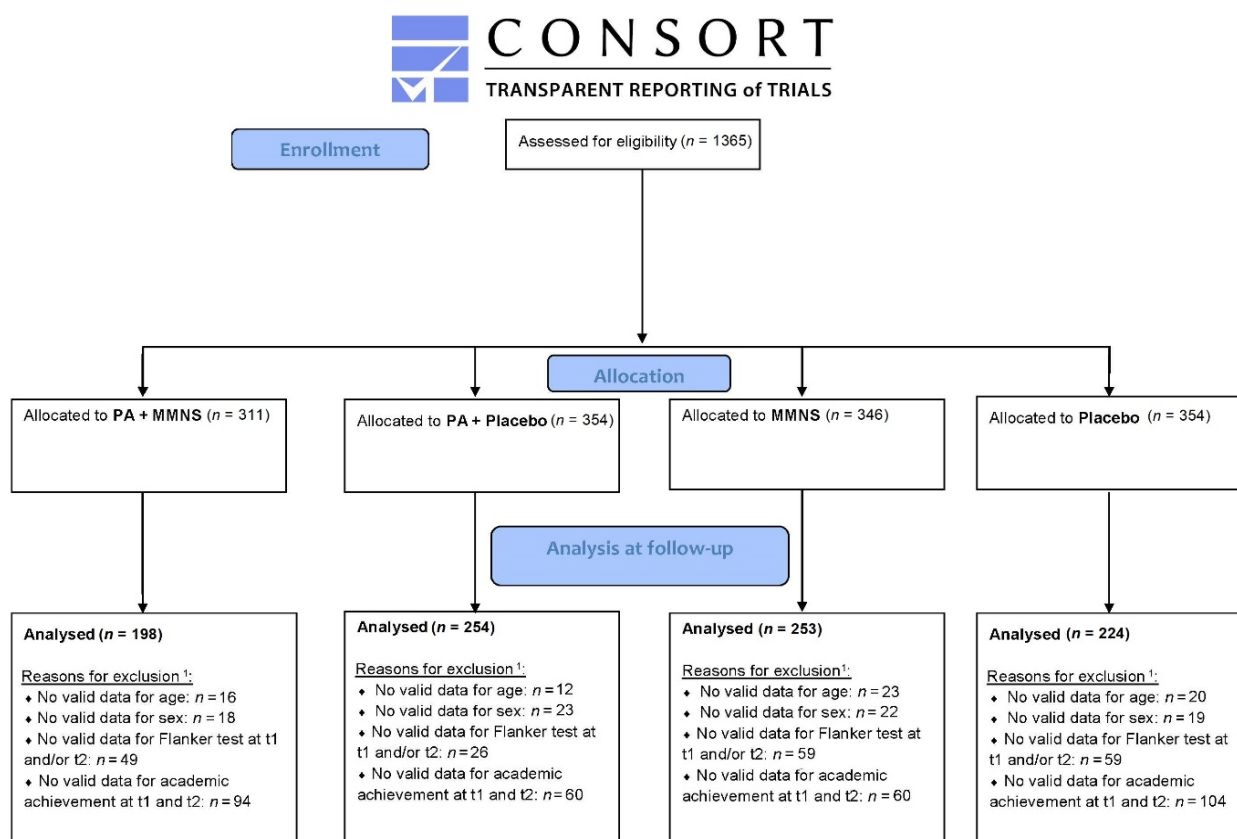 CONSORT
TRANSPARENT REPORTING of TRIALS
Enrollment
Assessed for eligibility (n = 1365)
Allocation
Allocated to PA + MMNS (n = 311)
Allocated to PA + Placebo (n = 354)
Allocated to MMNS (n = 346)
Allocated to Placebo (n = 354)
Analysis at follow-up
Analysed (n = 198)
Reasons for exclusion ¹:
♦ No valid data for age: n = 16
♦ No valid data for sex: n = 18
♦ No valid data for Flanker test at t1
and/or t2: n = 49
♦ No valid data for academic
achievement at t1 and t2: n = 94
Analysed (n = 254)
Reasons for exclusion ¹:
♦ No valid data for age: n = 12
♦ No valid data for sex: n = 23
♦ No valid data for Flanker test at
t1 and/or t2: n = 26
♦ No valid data for academic
achievement at t1 and t2: n = 60
Analysed (n = 253)
Reasons for exclusion¹:
♦ No valid data for age: n = 23
♦ No valid data for sex: n = 22
♦ No valid data for Flanker test at
t1 and/or t2: n = 59
♦ No valid data for academic
achievement at t1 and t2: n = 60
Analysed (n = 224)
Reasons for exclusion ¹:
♦ No valid data for age: n = 20
♦ No valid data for sex: n = 19
♦ No valid data for Flanker test at
t1 and/or t2: n = 59
♦ No valid data for academic
achievement at t1 and t2: n = 104